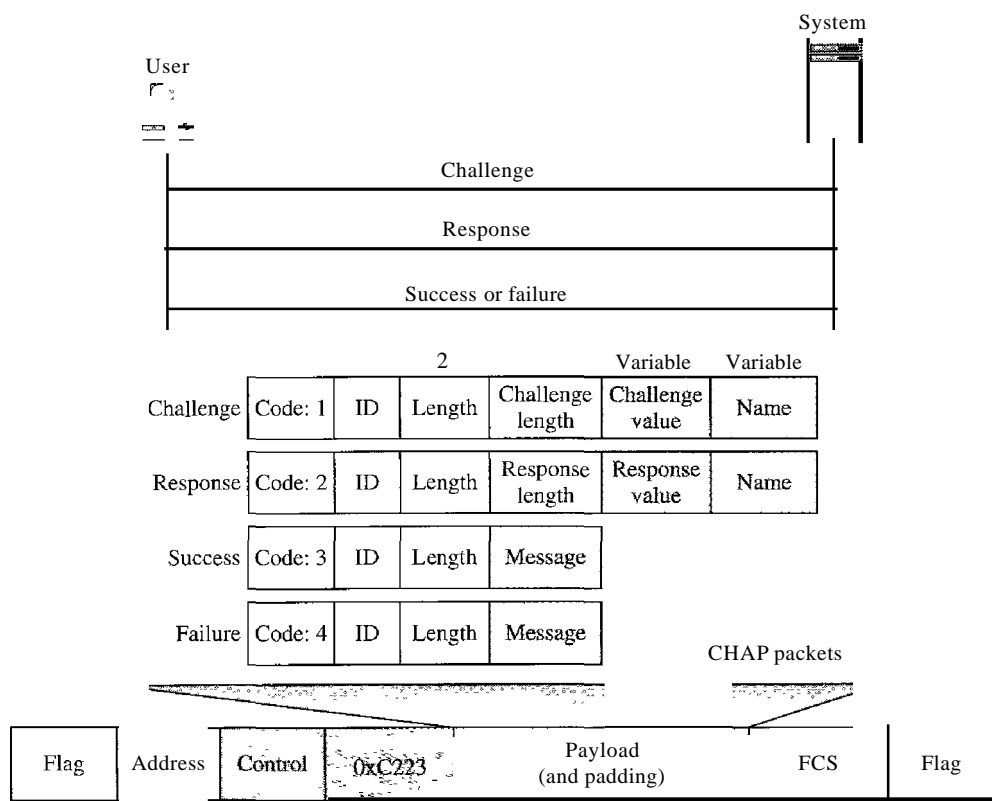 System
User
Challenge
Response
Success or failure
2 Variable Variable
Challenge Code: 1 ID Length Challenge length Challenge value Name
Response Code: 2 ID Length Response length Response value Name
Success Code: 3 ID Length Message
Failure Code: 4 ID Length Message
CHAP packets
Flag Address Control 0xC223 Payload (and padding) FCS Flag